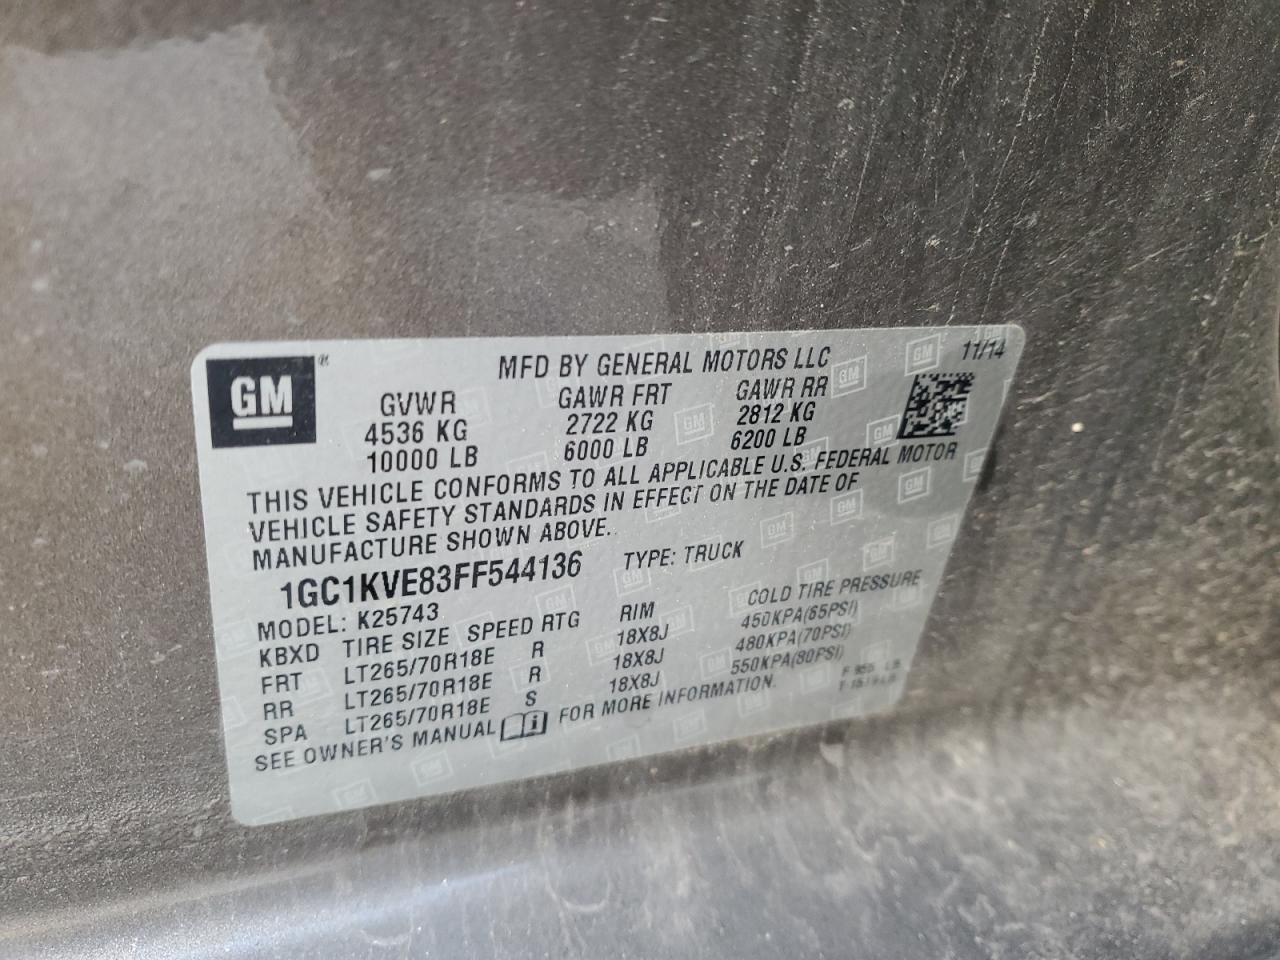 GM ® MFD BY GENERAL MOTORS LLC 11/14
GVWR GAWR FRT GAWR RR
4536 KG 2722 KG 2812 KG
10000 LB 6000 LB 6200 LB
THIS VEHICLE CONFORMS TO ALL APPLICABLE U.S. FEDERAL MOTOR
VEHICLE SAFETY STANDARDS IN EFFECT ON THE DATE OF
MANUFACTURE SHOWN ABOVE.
1GC1KVE83FF544136 TYPE: TRUCK
MODEL: K25743
KBXD TIRE SIZE SPEED RTG RIM COLD TIRE PRESSURE
FRT LT265/70R18E R 18X8J 450KPA(65PSI)
RR LT265/70R18E R 18X8J 480KPA(70PSI)
SPA LT265/70R18E S 18X8J 550KPA(80PSI)
SEE OWNER'S MANUAL FOR MORE INFORMATION.
F LB
T LB